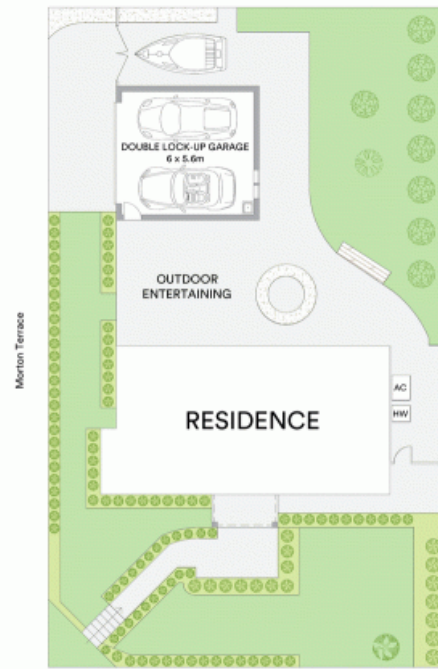 DOUBLE LOCK-UP GARAGE
6 x 5.6m
OUTDOOR
ENTERTAINING
Morton Terrace
RESIDENCE
AC
HW